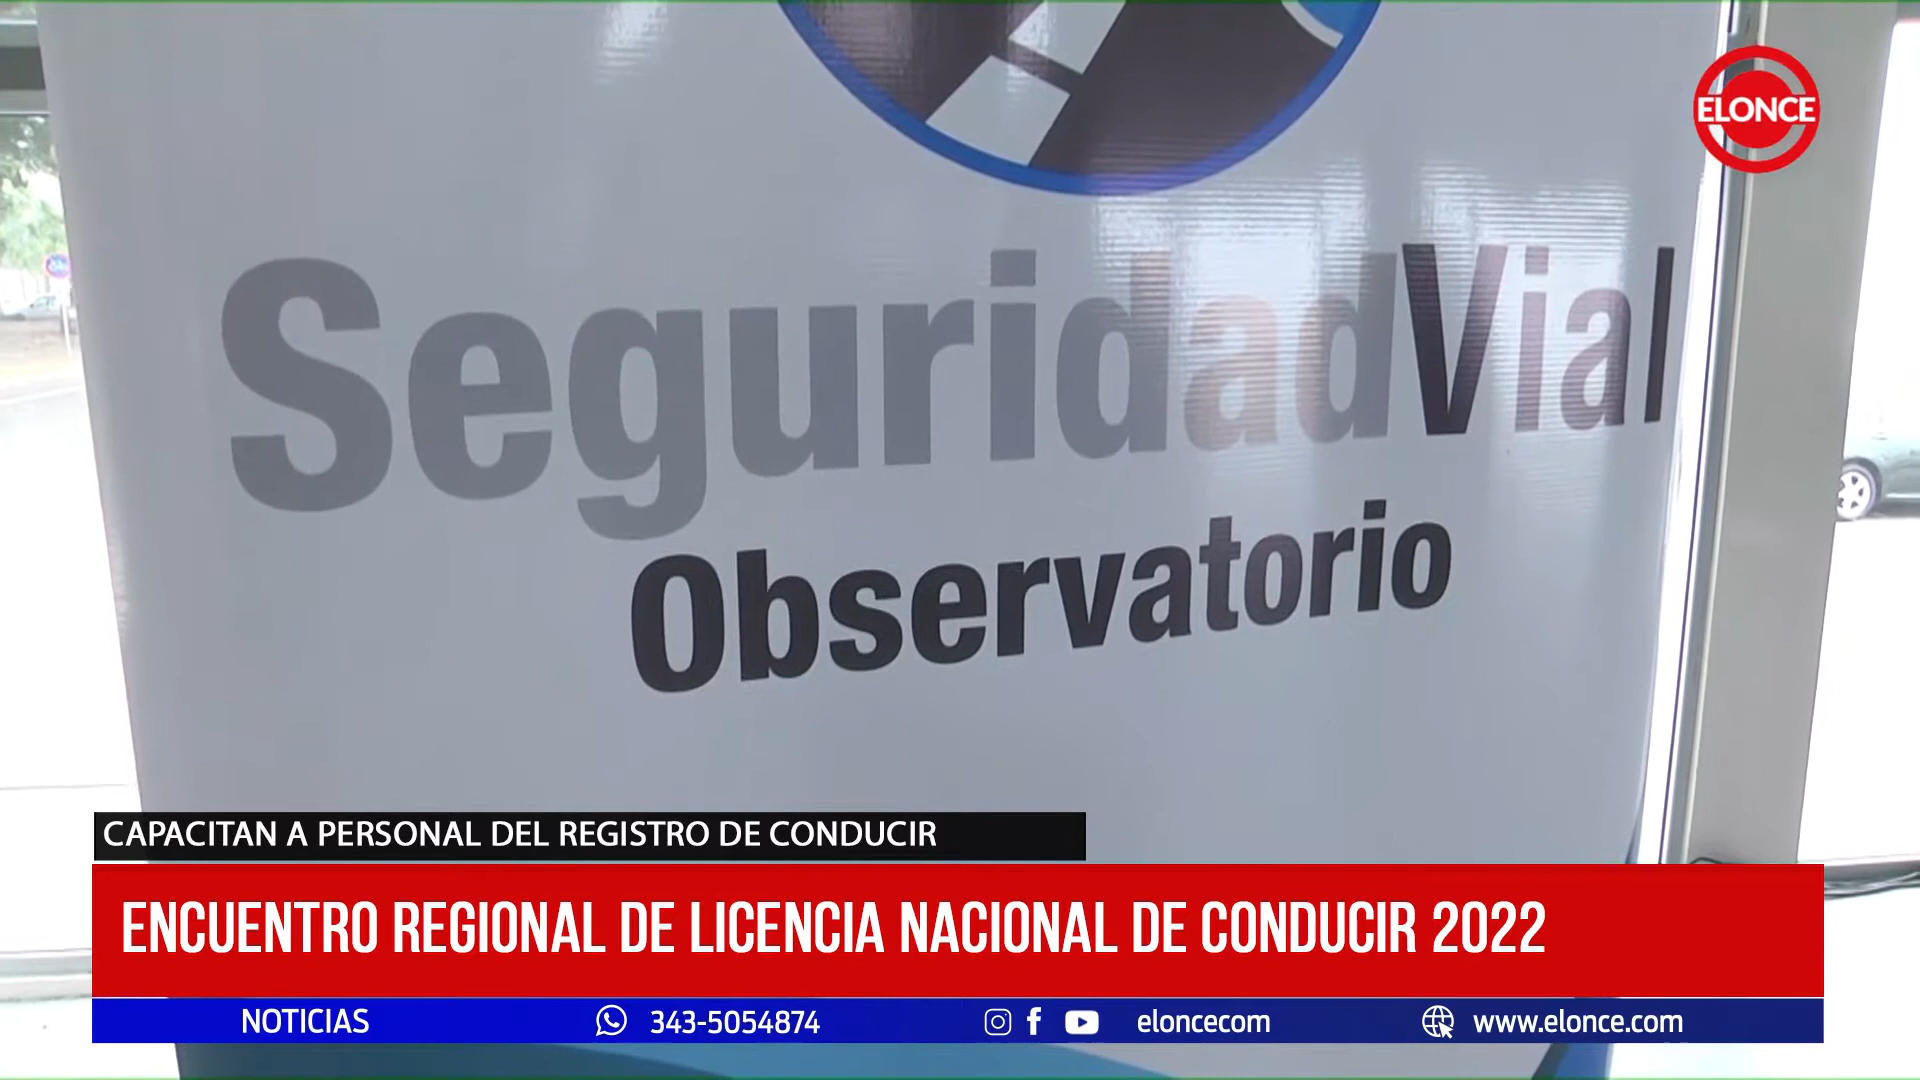 ELONCE
SeguridadVial
Observatorio
CAPACITAN A PERSONAL DEL REGISTRO DE CONDUCIR
ENCUENTRO REGIONAL DE LICENCIA NACIONAL DE CONDUCIR 2022
NOTICIAS 343-5054874 eloncecom www.elonce.com